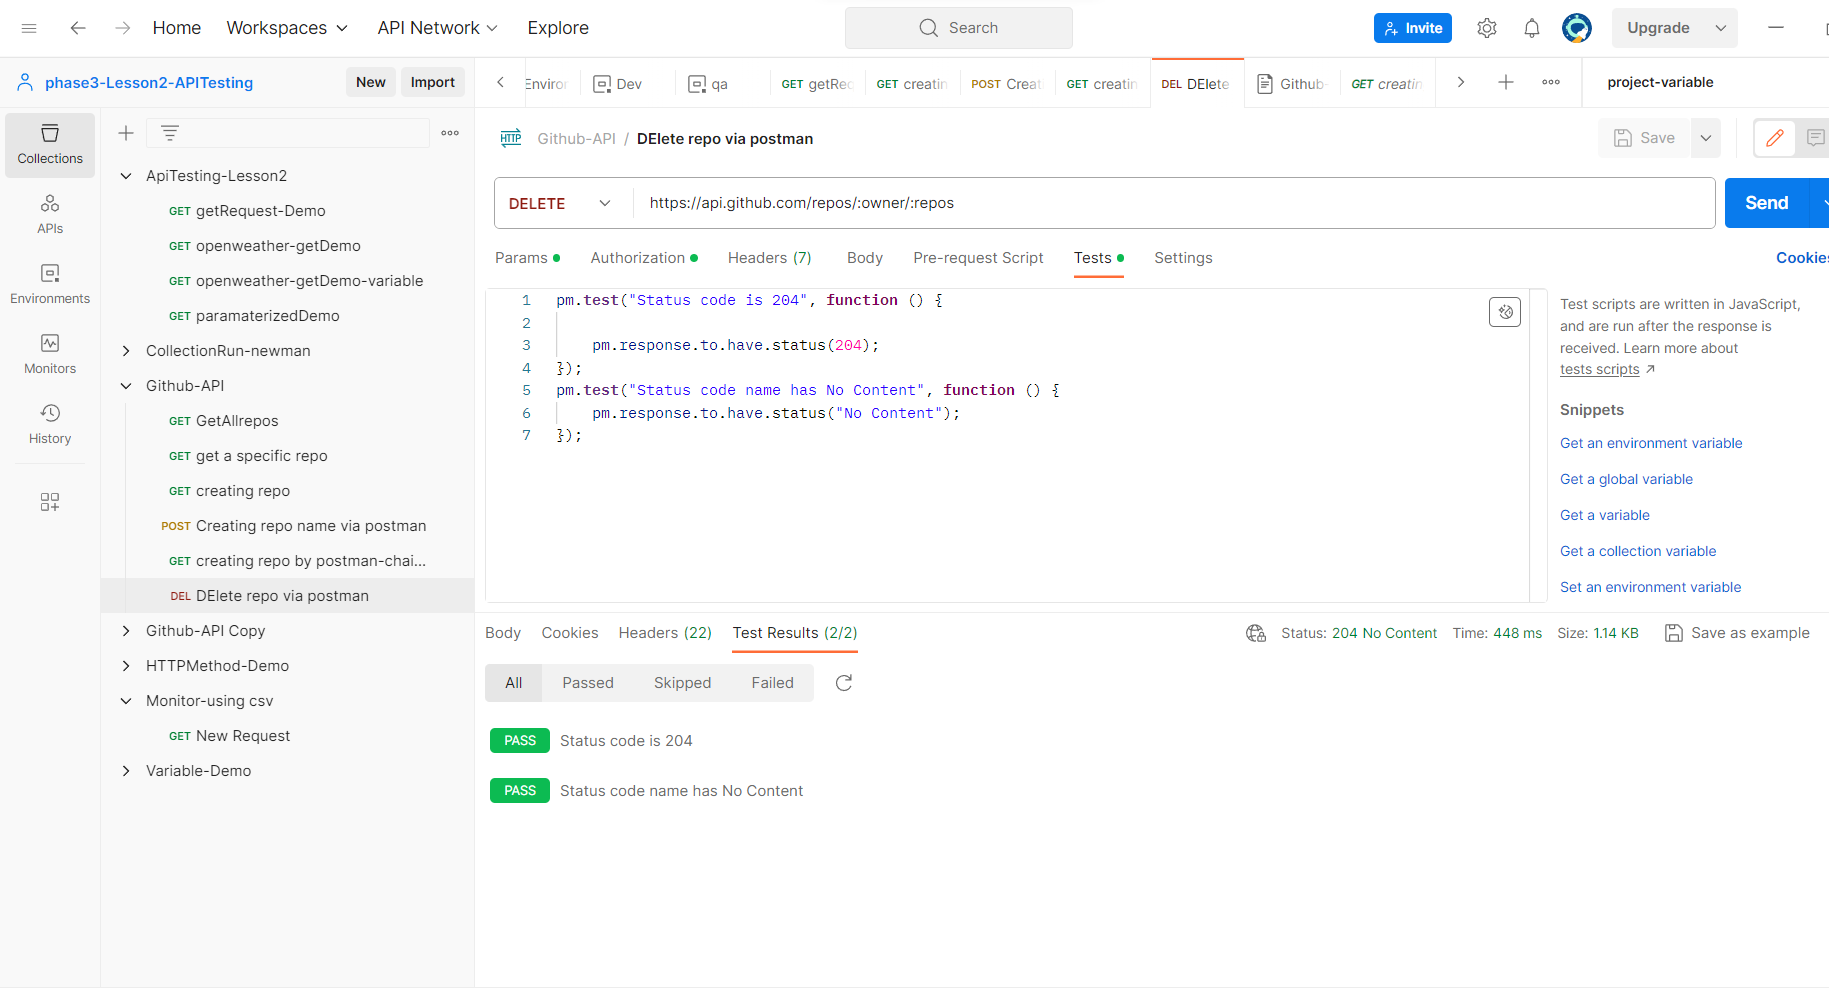 Home Workspaces API Network Explore Search Invite Upgrade
phase3-Lesson2-APITesting New Import
Environ Dev qa GET getRec GET creatin POST Creat GET creatin DEL DElete Github GET creatin project-variable
Collections
APIs
Environments
Monitors
History
ApiTesting-Lesson2
GET getRequest-Demo
GET openweather-getDemo
GET openweather-getDemo-variable
GET paramaterizedDemo
CollectionRun-newman
Github-API
GET GetAllrepos
GET get a specific repo
GET creating repo
POST Creating repo name via postman
GET creating repo by postman-chai...
DEL DElete repo via postman
Github-API Copy
HTTPMethod-Demo
Monitor-using csv
GET New Request
Variable-Demo
HTTP Github-API / DElete repo via postman Save
DELETE https://api.github.com/repos/:owner/:repos Send
Params Authorization Headers (7) Body Pre-request Script Tests Settings Cookies
1 pm.test("Status code is 204", function () {
2
3 pm.response.to.have.status(204);
4 });
5 pm.test("Status code name has No Content", function () {
6 pm.response.to.have.status("No Content");
7 });
Test scripts are written in JavaScript,
and are run after the response is
received. Learn more about
tests scripts
Snippets
Get an environment variable
Get a global variable
Get a variable
Get a collection variable
Set an environment variable
Body Cookies Headers (22) Test Results (2/2) Status: 204 No Content Time: 448 ms Size: 1.14 KB Save as example
All Passed Skipped Failed
PASS Status code is 204
PASS Status code name has No Content